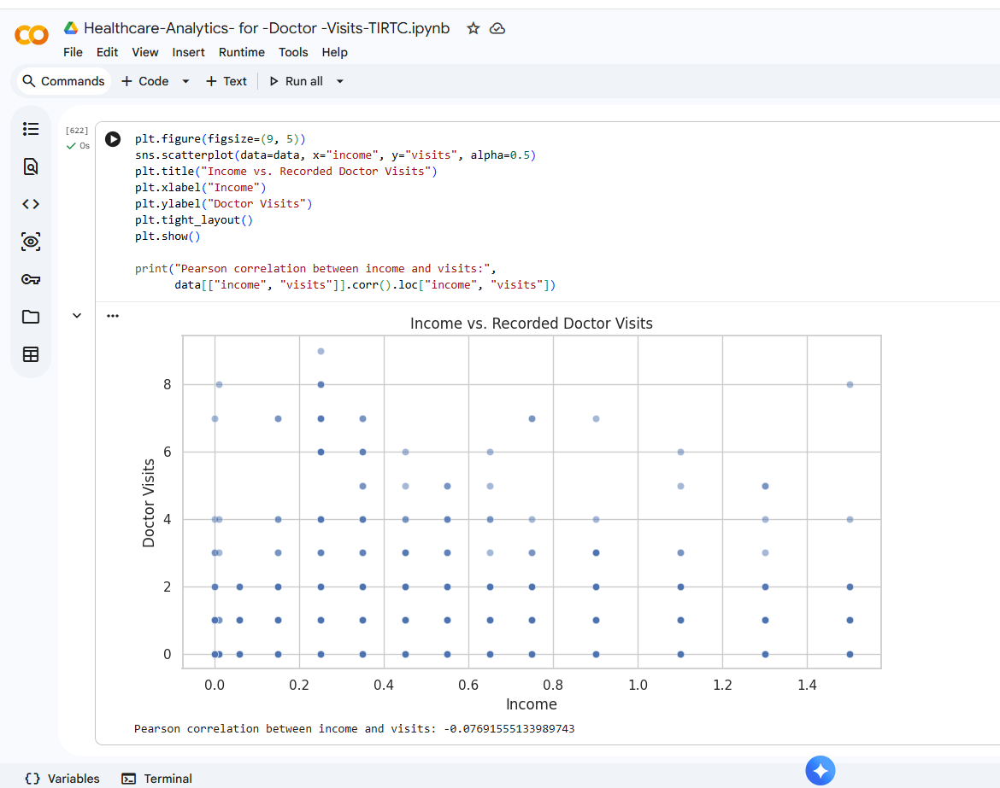 Healthcare-Analytics- for -Doctor -Visits-TIRTC.ipynb
File Edit View Insert Runtime Tools Help
Commands + Code + Text Run all
[622]
0s
plt.figure(figsize=(9, 5))
sns.scatterplot(data=data, x="income", y="visits", alpha=0.5)
plt.title("Income vs. Recorded Doctor Visits")
plt.xlabel("Income")
plt.ylabel("Doctor Visits")
plt.tight_layout()
plt.show()
print("Pearson correlation between income and visits:",
data[["income", "visits"]].corr().loc["income", "visits"])
Income vs. Recorded Doctor Visits
8
6
4
2
0
Doctor Visits
0.0 0.2 0.4 0.6 0.8 1.0 1.2 1.4
Income
Pearson correlation between income and visits: -0.07691555133989743
Variables Terminal